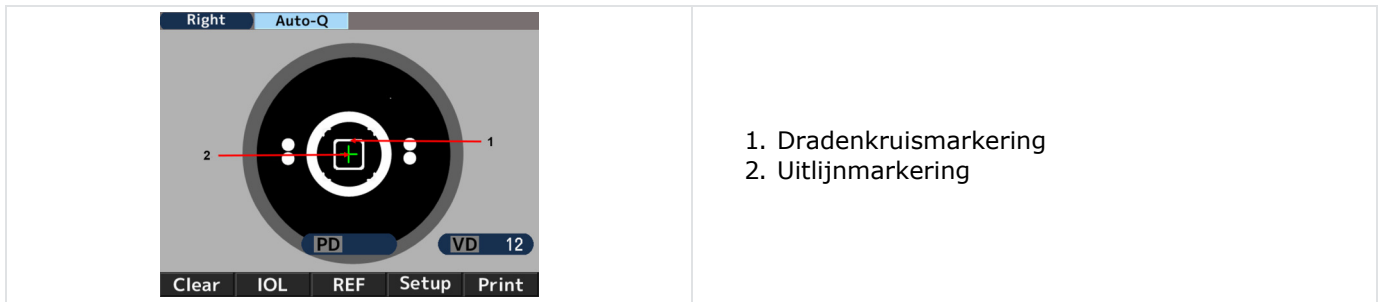 Right Auto-Q
1
2
PD VD 12
Clear IOL REF Setup Print
1. Dradenkruismarkering
2. Uitlijnmarkering